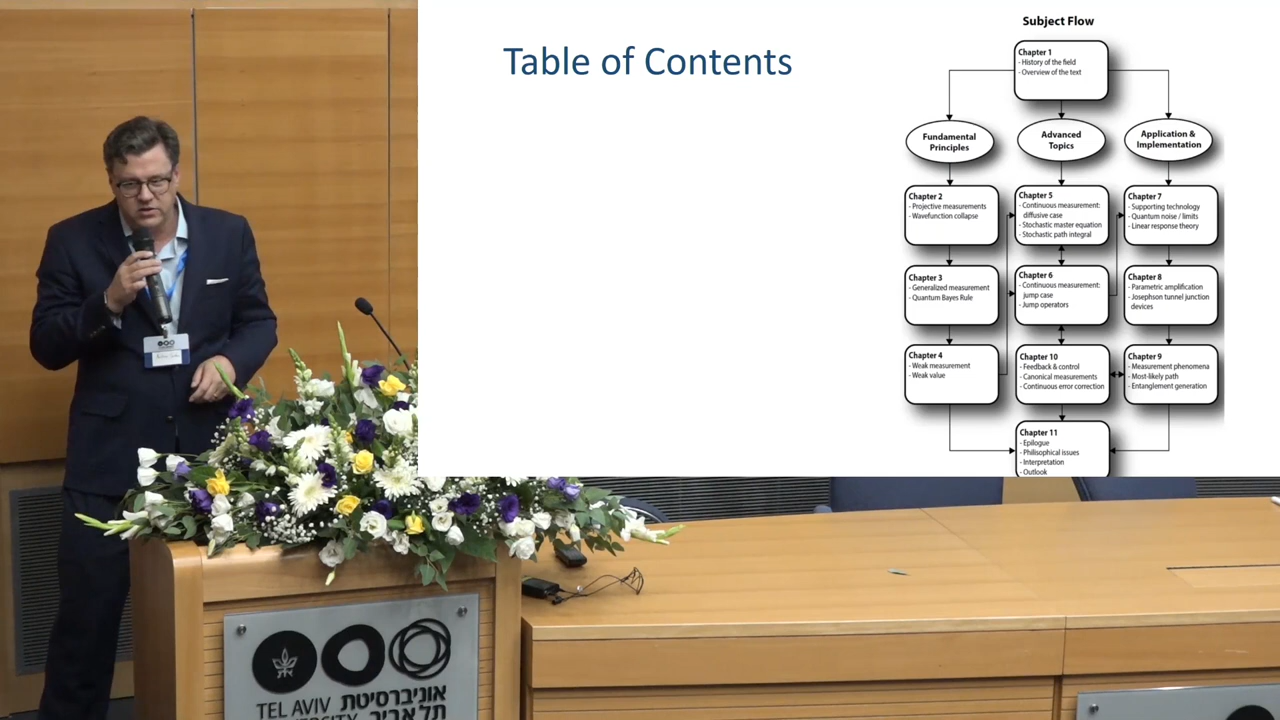 Table of Contents
Subject Flow
Chapter 1
- History of the field
- Overview of the text
Fundamental
Principles
Advanced
Topics
Application &
Implementation
Chapter 2
- Projective measurements
- Wavefunction collapse
Chapter 5
- Continuous measurement:
diffusive case
- Stochastic master equation
- Stochastic path integral
Chapter 7
- Supporting technology
- Quantum noise / limits
- Linear response theory
Chapter 3
- Generalized measurement
- Quantum Bayes Rule
Chapter 6
- Continuous measurement:
jump case
- Jump operators
Chapter 8
- Parametric amplification
- Josephson tunnel junction
devices
Chapter 4
- Weak measurement
- Weak value
Chapter 10
- Feedback & control
- Canonical measurements
- Continuous error correction
Chapter 9
- Measurement phenomena
- Most-likely path
- Entanglement generation
Chapter 11
- Epilogue
- Philisophical issues
- Interpretation
- Outlook
אוניברסיטת
TEL AVIV
תל אביב